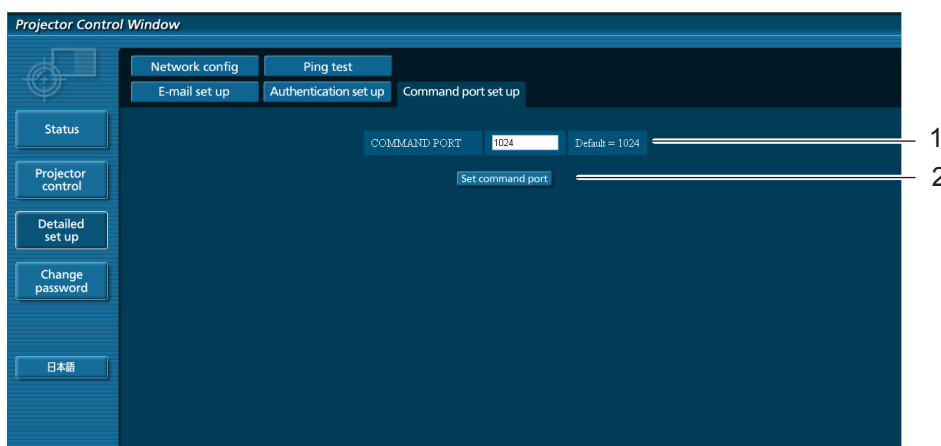 Projector Control Window
Network config
Ping test
E-mail set up
Authentication set up
Command port set up
Status
Projector
control
Detailed
set up
Change
password
日本語
COMMAND PORT
1024
Default = 1024
1
Set command port
2